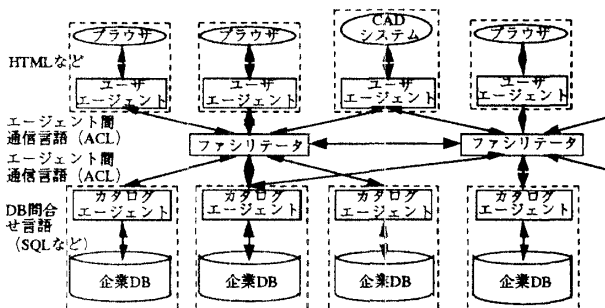 ブラウザ
ブラウザ
CAD
システム
ブラウザ
HTMLなど
ユーザ
エージェント
ユーザ
エージェント
ユーザ
エージェント
ユーザ
エージェント
エージェント間
通信言語（ACL）
ファシリテータ
ファシリテータ
エージェント間
通信言語（ACL）
カタログ
エージェント
カタログ
エージェント
カタログ
エージェント
カタログ
エージェント
DB問合
せ言語
（SQLなど）
企業DB
企業DB
企業DB
企業DB